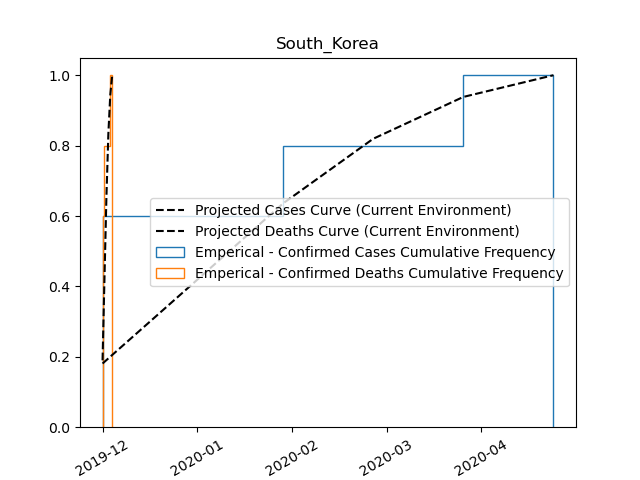 South_Korea
1.0
0.8
0.6
0.4
0.2
0.0
Projected Cases Curve (Current Environment)
Projected Deaths Curve (Current Environment)
Emperical - Confirmed Cases Cumulative Frequency
Emperical - Confirmed Deaths Cumulative Frequency
2019-12
2020-01
2020-02
2020-03
2020-04